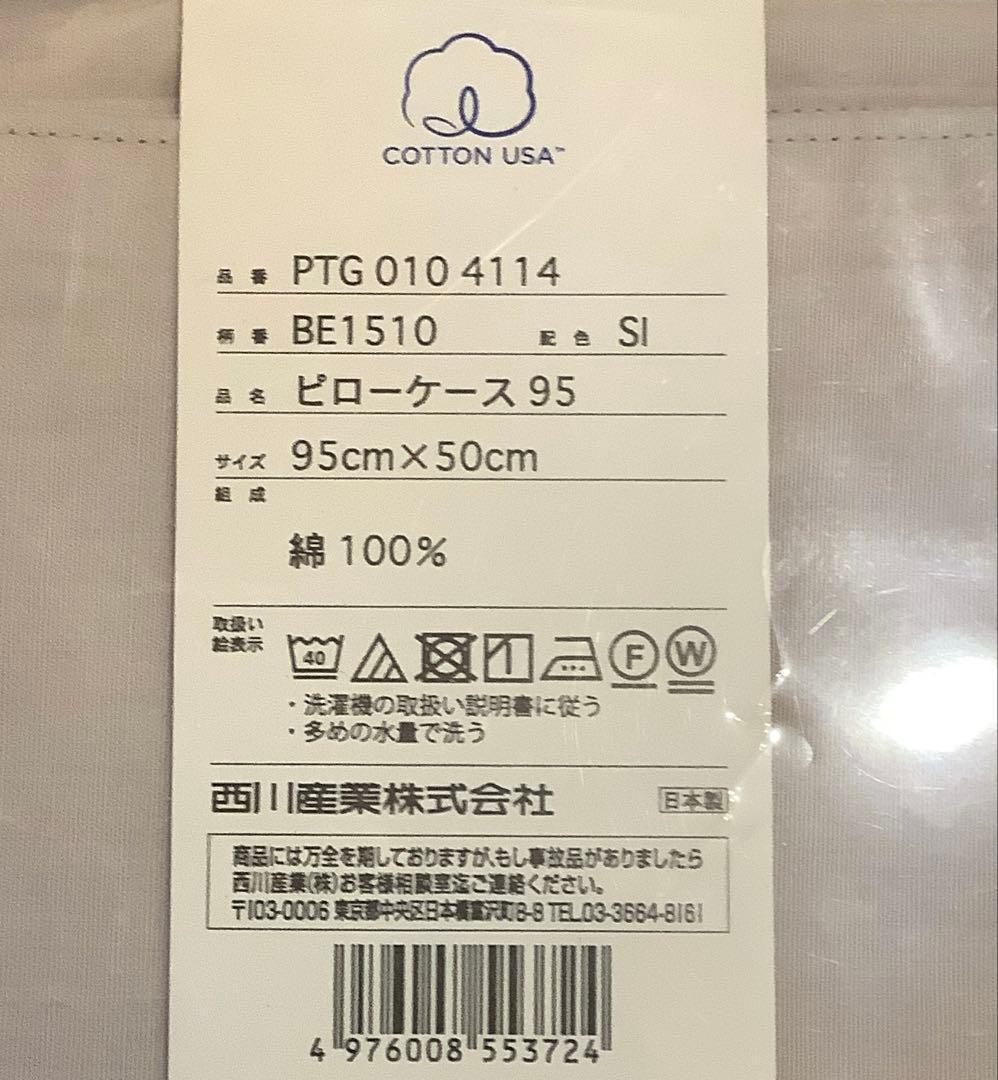 COTTON USA™
品番 PTG 010 4114
柄番 BE1510 配色 SI
品名 ピローケース 95
サイズ 95cm×50cm
組成
綿 100%
取扱い
絵表示
40 F W
・洗濯機の取扱い説明書に従う
・多めの水量で洗う
西川産業株式会社 日本製
商品には万全を期しておりますが、もし事故品がありましたら
西川産業(株)お客様相談室迄ご連絡ください。
〒103-0006 東京都中央区日本橋富沢町8-8 TEL.03-3664-8161
4 976008 553724